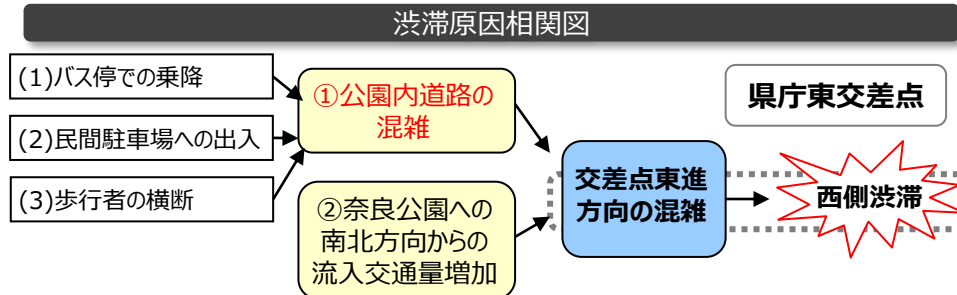 渋滞原因相関図
(1)バス停での乗降
(2)民間駐車場への出入
(3)歩行者の横断
①公園内道路の
混雑
②奈良公園への
南北方向からの
流入交通量増加
交差点東進
方向の混雑
県庁東交差点
西側渋滞